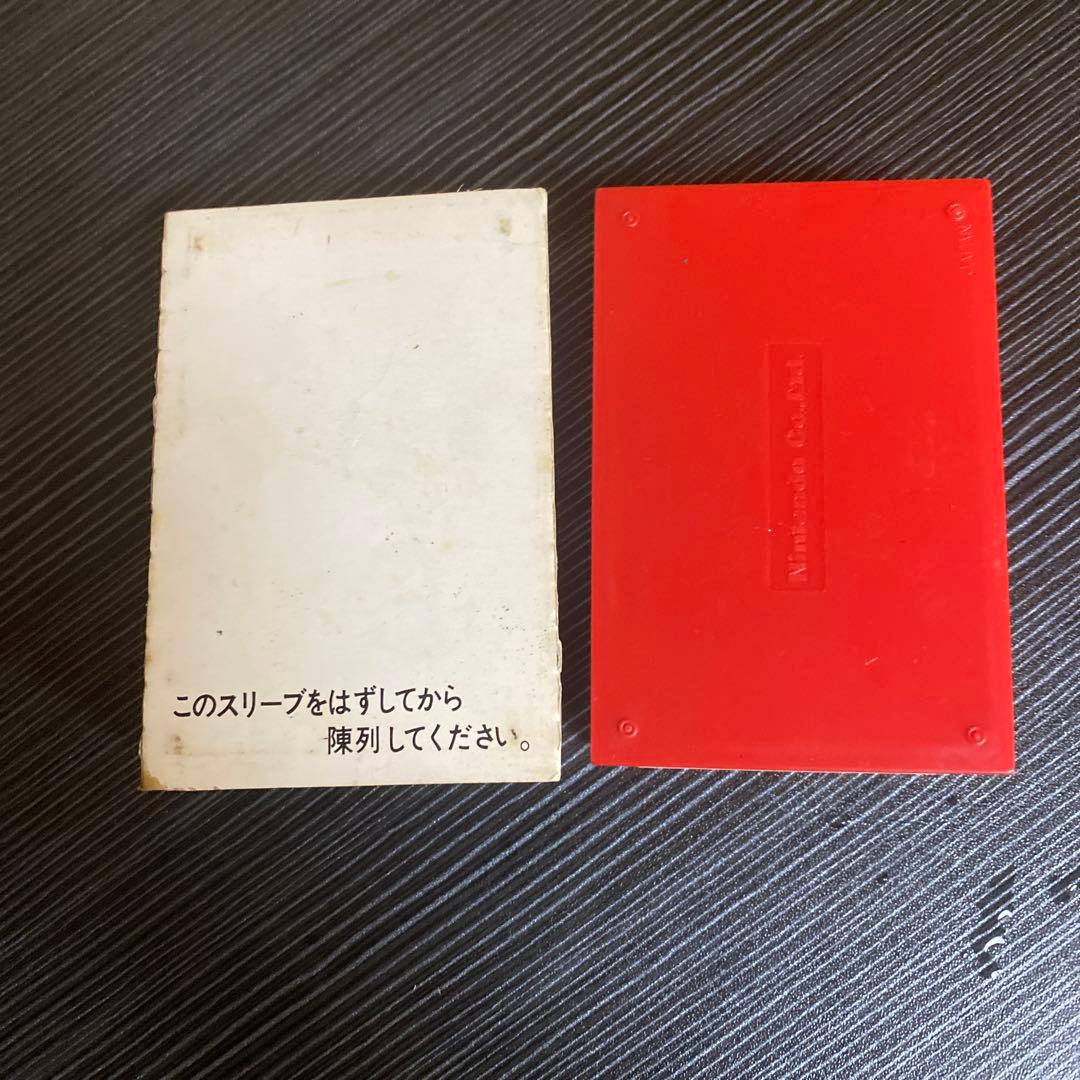 このスリーブをはずしてから
陳列してください。
Nintendo Co.,Ltd.
JAPAN